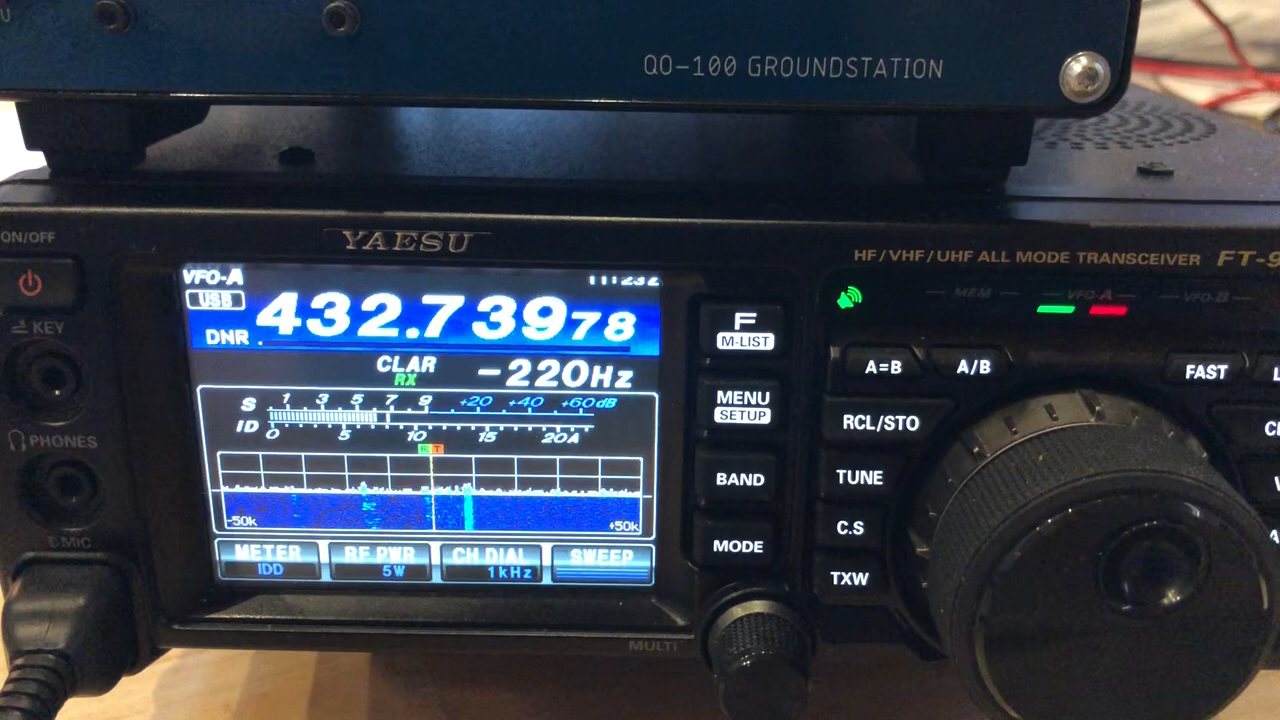 QO-100 GROUNDSTATION
ON/OFF
YAESU
HF/VHF/UHF ALL MODE TRANSCEIVER FT-9
VFO-A
USB
432.73978
DNR
CLAR
RX
-220Hz
S 1 3 5 7 9 +20 +40 +60dB
ID 0 5 10 15 20A
R T
-50k +50k
METER
IDD
RF PWR
5W
CH DIAL
1kHz
SWEEP
KEY
PHONES
MIC
MULTI
F
M-LIST
MENU
SETUP
BAND
MODE
MEM VFO-A VFO-B
A=B A/B FAST
RCL/STO
TUNE
C.S
TXW